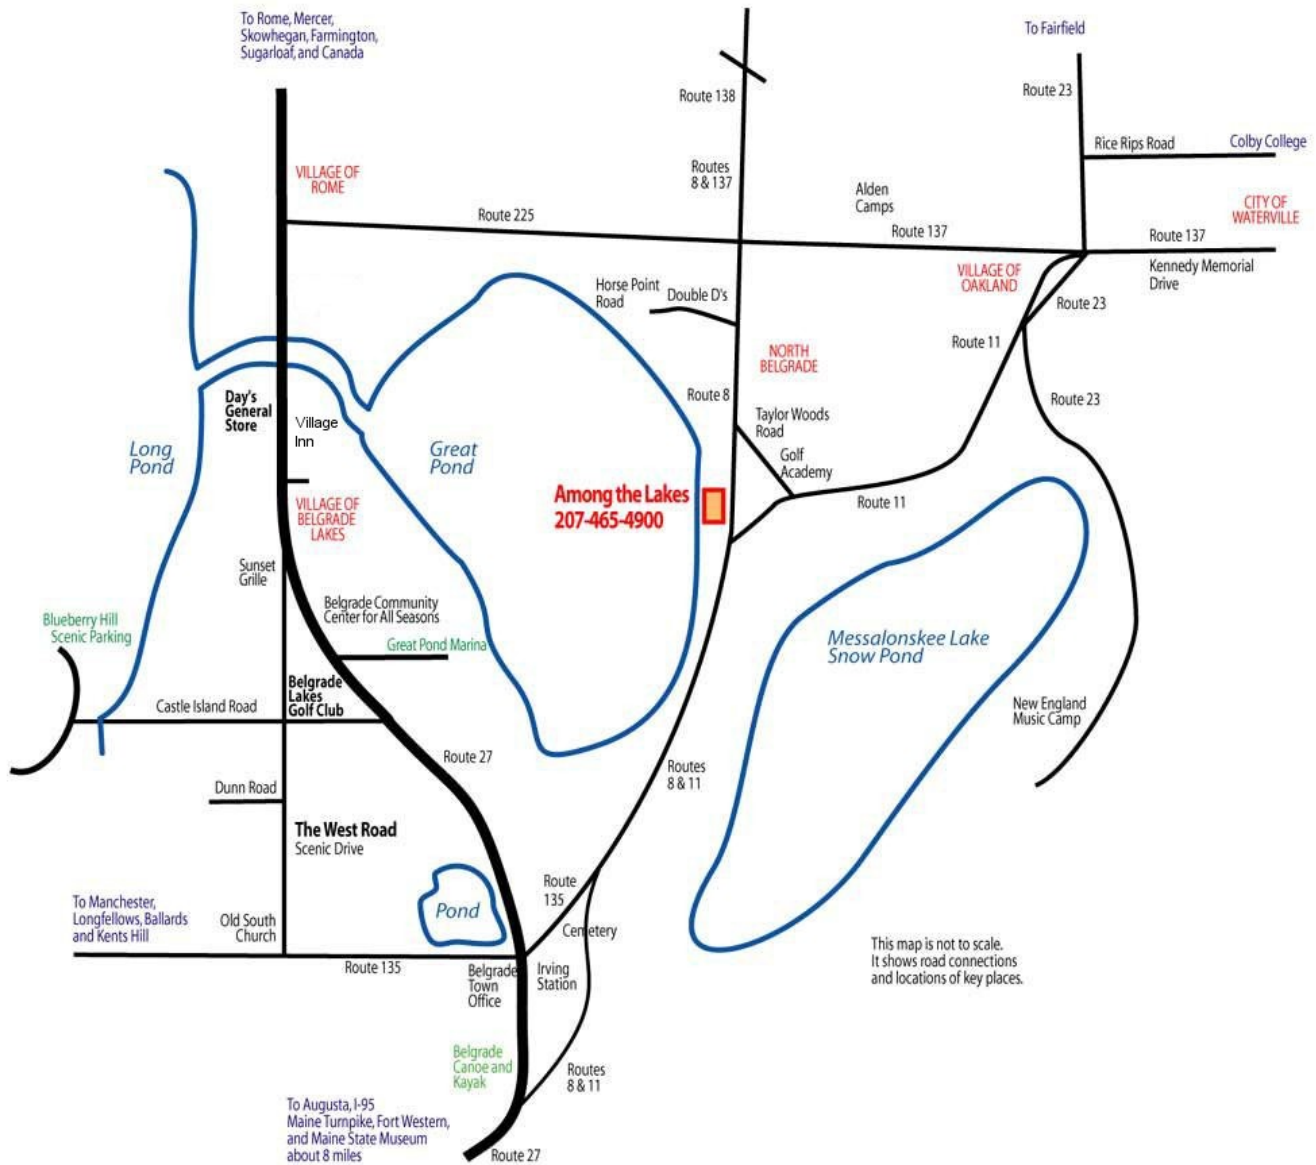 To Rome, Mercer,
Skowhegan, Farmington,
Sugarloaf, and Canada
To Fairfield
Route 138
Route 23
Rice Rips Road
Colby College
VILLAGE OF
ROME
Routes
8 & 137
Alden
Camps
CITY OF
WATERVILLE
Route 225
Route 137
Route 137
Kennedy Memorial
Drive
VILLAGE OF
OAKLAND
Horse Point
Road
Double D's
Route 23
Route 11
NORTH
BELGRADE
Route 8
Route 23
Day's
General
Store
Village
Inn
Taylor Woods
Road
Golf
Academy
Long
Pond
Great
Pond
Among the Lakes
207-465-4900
Route 11
VILLAGE OF
BELGRADE
LAKES
Sunset
Grille
Belgrade Community
Center for All Seasons
Great Pond Marina
Blueberry Hill
Scenic Parking
Messalonskee Lake
Snow Pond
Belgrade
Lakes
Golf Club
Castle Island Road
New England
Music Camp
Route 27
Routes
8 & 11
Dunn Road
The West Road
Scenic Drive
Route
135
To Manchester,
Longfellows, Ballards
and Kents Hill
Old South
Church
Pond
Cemetery
This map is not to scale.
It shows road connections
and locations of key places.
Route 135
Belgrade
Town
Office
Irving
Station
Belgrade
Canoe and
Kayak
Routes
8 & 11
To Augusta, I-95
Maine Turnpike, Fort Western,
and Maine State Museum
about 8 miles
Route 27